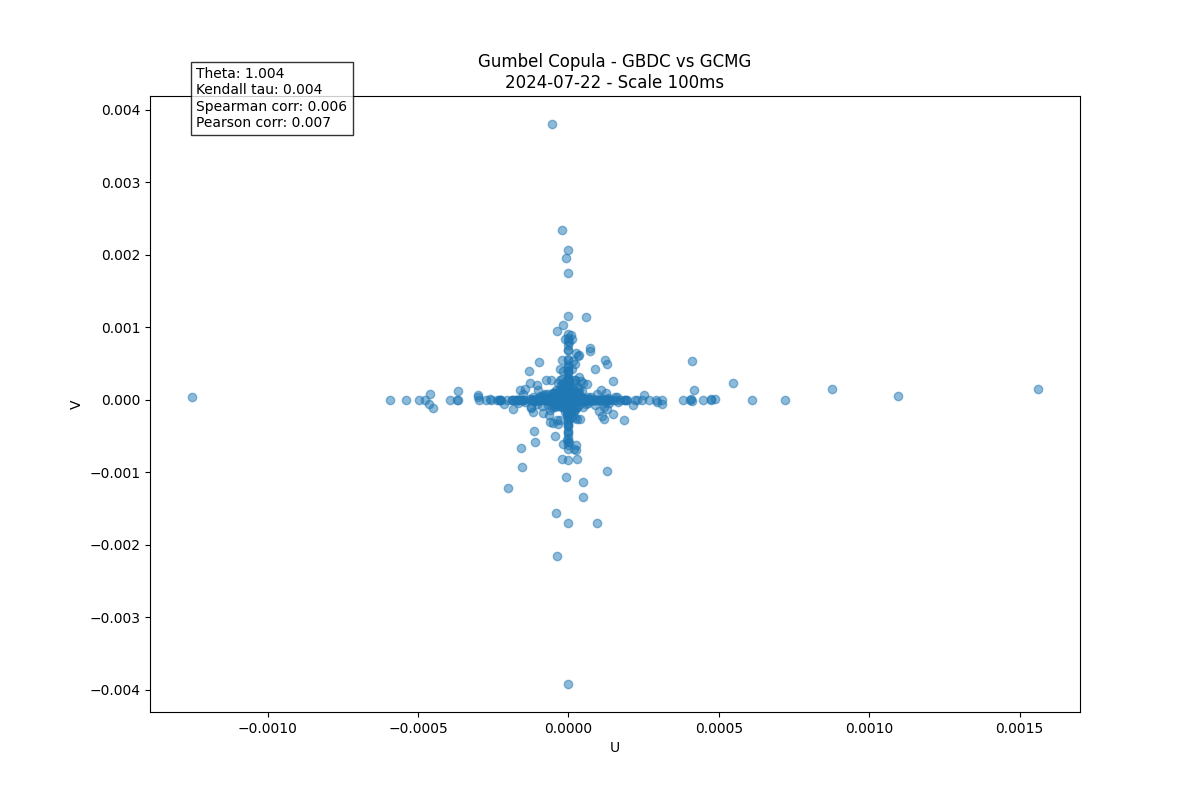 Gumbel Copula - GBDC vs GCMG
2024-07-22 - Scale 100ms
Theta: 1.004
Kendall tau: 0.004
Spearman corr: 0.006
Pearson corr: 0.007
V
0.004
0.003
0.002
0.001
0.000
−0.001
−0.002
−0.003
−0.004
−0.0010 −0.0005 0.0000 0.0005 0.0010 0.0015
U